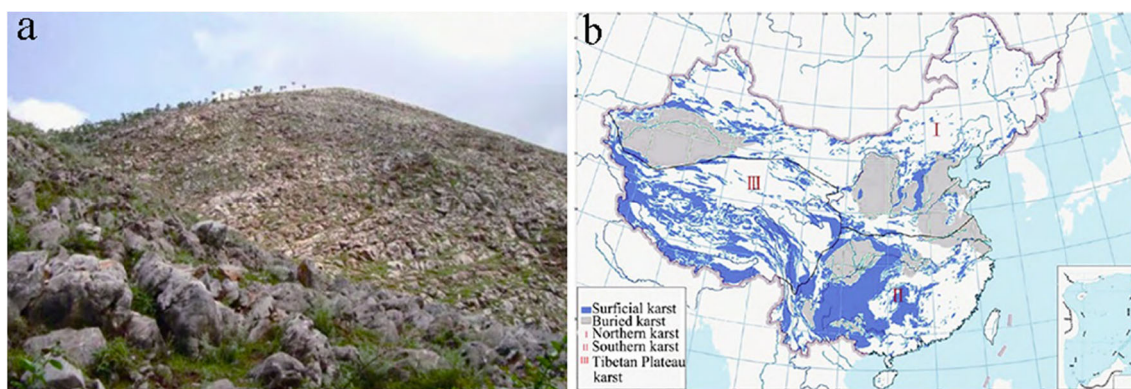 a
b
I
III
II
Surficial karst
Buried karst
I Northern karst
II Southern karst
III Tibetan Plateau
karst